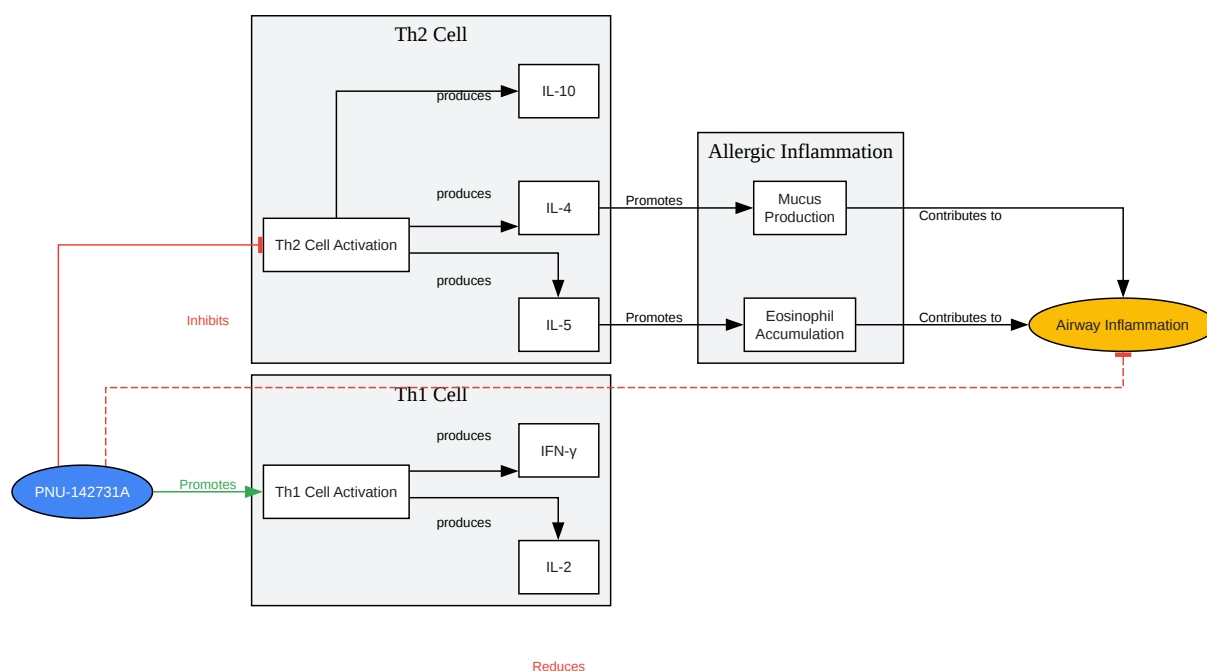 Th2 Cell
produces
IL-10
Allergic Inflammation
produces
IL-4
Promotes
Mucus
Production
Contributes to
Th2 Cell Activation
produces
IL-5
Promotes
Eosinophil
Accumulation
Contributes to
Airway Inflammation
Inhibits
Th1 Cell
produces
IFN-γ
PNU-142731A
Promotes
Th1 Cell Activation
produces
IL-2
Reduces